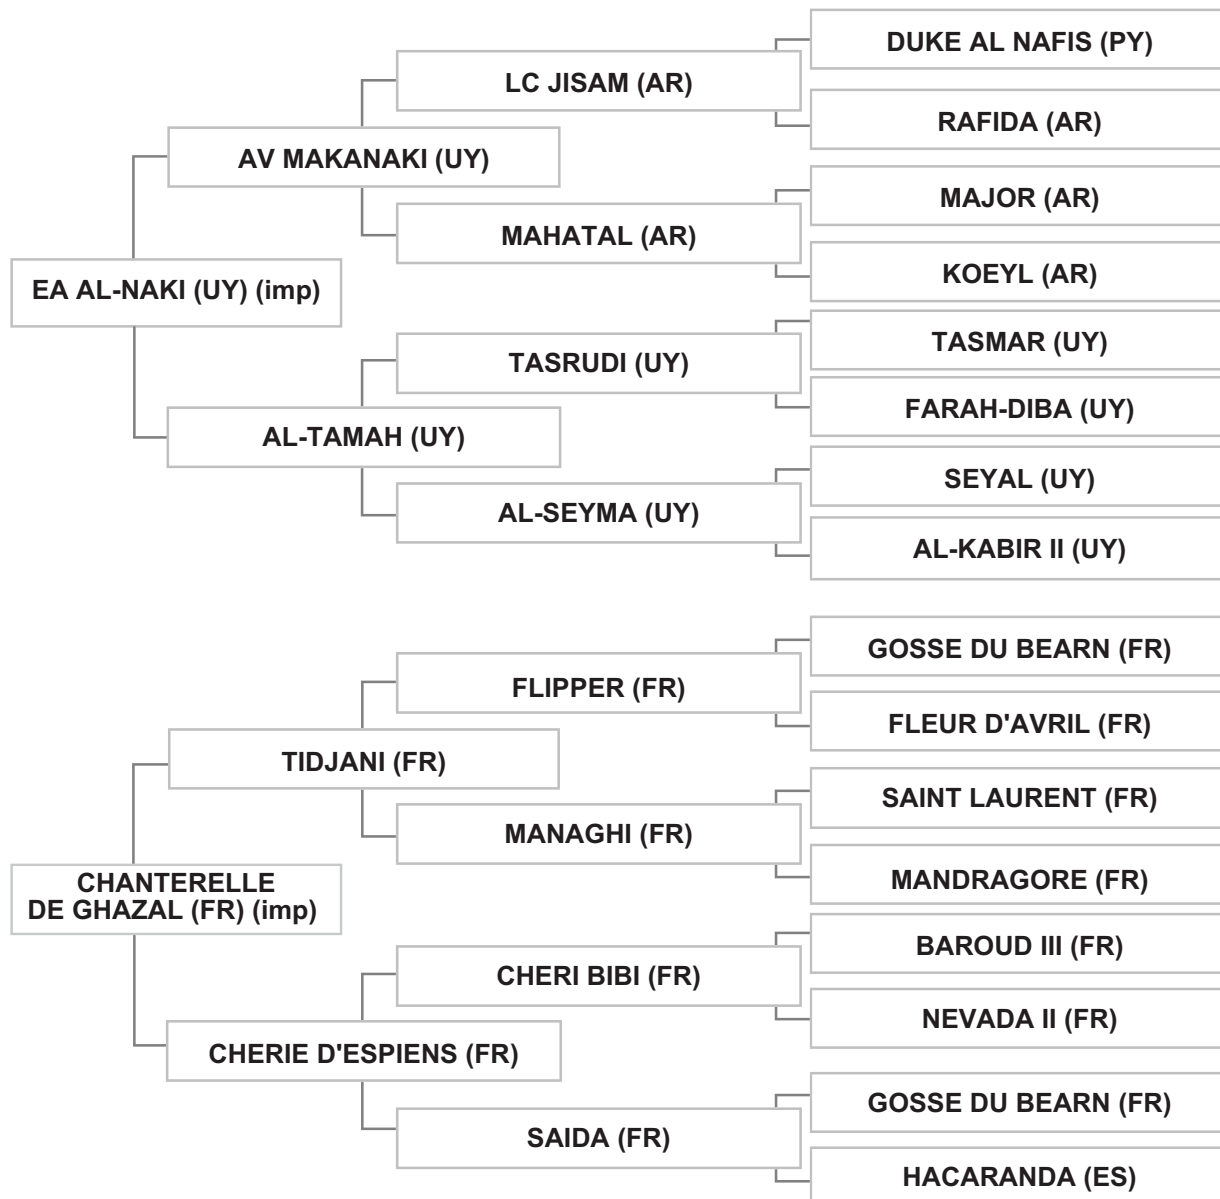 DUKE AL NAFIS (PY)
LC JISAM (AR)
RAFIDA (AR)
AV MAKANAKI (UY)
MAJOR (AR)
MAHATAL (AR)
KOEYL (AR)
EA AL-NAKI (UY) (imp)
TASMAR (UY)
TASRUDI (UY)
FARAH-DIBA (UY)
AL-TAMAH (UY)
SEYAL (UY)
AL-SEYMA (UY)
AL-KABIR II (UY)
GOSSE DU BEARN (FR)
FLIPPER (FR)
FLEUR D'AVRIL (FR)
TIDJANI (FR)
SAINT LAURENT (FR)
MANAGHI (FR)
MANDRAGORE (FR)
CHANTERELLE
DE GHAZAL (FR) (imp)
BAROUD III (FR)
CHERI BIBI (FR)
NEVADA II (FR)
CHERIE D'ESPIENS (FR)
GOSSE DU BEARN (FR)
SAIDA (FR)
HACARANDA (ES)